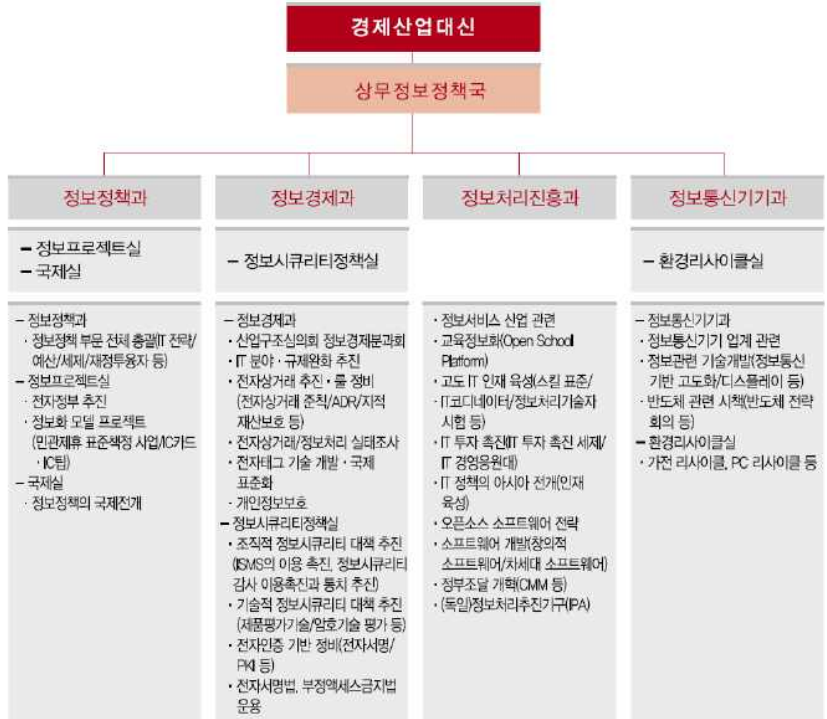 경제산업대신
상무정보정책국
정보정책과
- 정보프로젝트실
- 국제실
- 정보정책과
· 정보정책 부문 전체 총괄(IT 전략/
예산/세제/재정투융자 등)
- 정보프로젝트실
· 전자정부 추진
· 정보화 모델 프로젝트
(민관제휴 표준책정 사업/IC카드
· IC팁)
- 국제실
· 정보정책의 국제전개
정보경제과
- 정보시큐리티정책실
- 정보경제과
· 산업구조심의회 정보경제분과회
· IT 분야 · 규제완화 추진
· 전자상거래 추진 · 룰 정비
(전자상거래 준칙/ADR/지적
재산보호 등)
· 전자상거래/정보처리 실태조사
· 전자태그 기술 개발 · 국제
표준화
· 개인정보보호
- 정보시큐리티정책실
· 조직적 정보시큐리티 대책 추진
(ISMS의 이용 촉진, 정보시큐리티
감사 이용촉진과 통치 추진)
· 기술적 정보시큐리티 대책 추진
(제품평가기술/암호기술 평가 등)
· 전자인증 기반 정비(전자서명/
PKI 등)
· 전자서명법, 부정액세스금지법
운용
정보처리진흥과
· 정보서비스 산업 관련
· 교육정보화(Open School
Platform)
· 고도 IT 인재 육성(스킬 표준/
· IT코디네이터/정보처리기술자
시험 등)
· IT 투자 촉진(IT 투자 촉진 세제/
IT 경영응원대)
· IT 정책의 아시아 전개(인재
육성)
· 오픈소스 소프트웨어 전략
· 소프트웨어 개발(창의적
소프트웨어/차세대 소프트웨어)
· 정부조달 개혁(CMM 등)
· (독일)정보처리추진기구(IPA)
정보통신기기과
- 환경리사이클실
- 정보통신기기과
· 정보통신기기 업계 관련
· 정보관련 기술개발(정보통신
기반 고도화/디스플레이 등)
· 반도체 관련 시책(반도체 전략
회의 등)
- 환경리사이클실
· 가전 리사이클, PC 리사이클 등